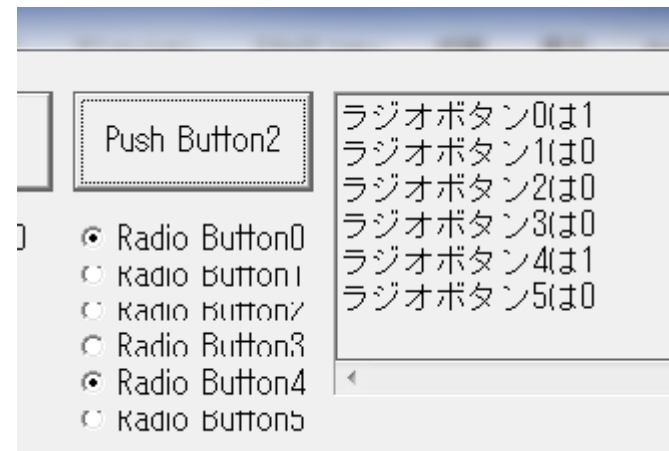 Push Button2
Radio Button0
Radio Button1
Radio Button2
Radio Button3
Radio Button4
Radio Button5
ラジオボタン0は1
ラジオボタン1は0
ラジオボタン2は0
ラジオボタン3は0
ラジオボタン4は1
ラジオボタン5は0